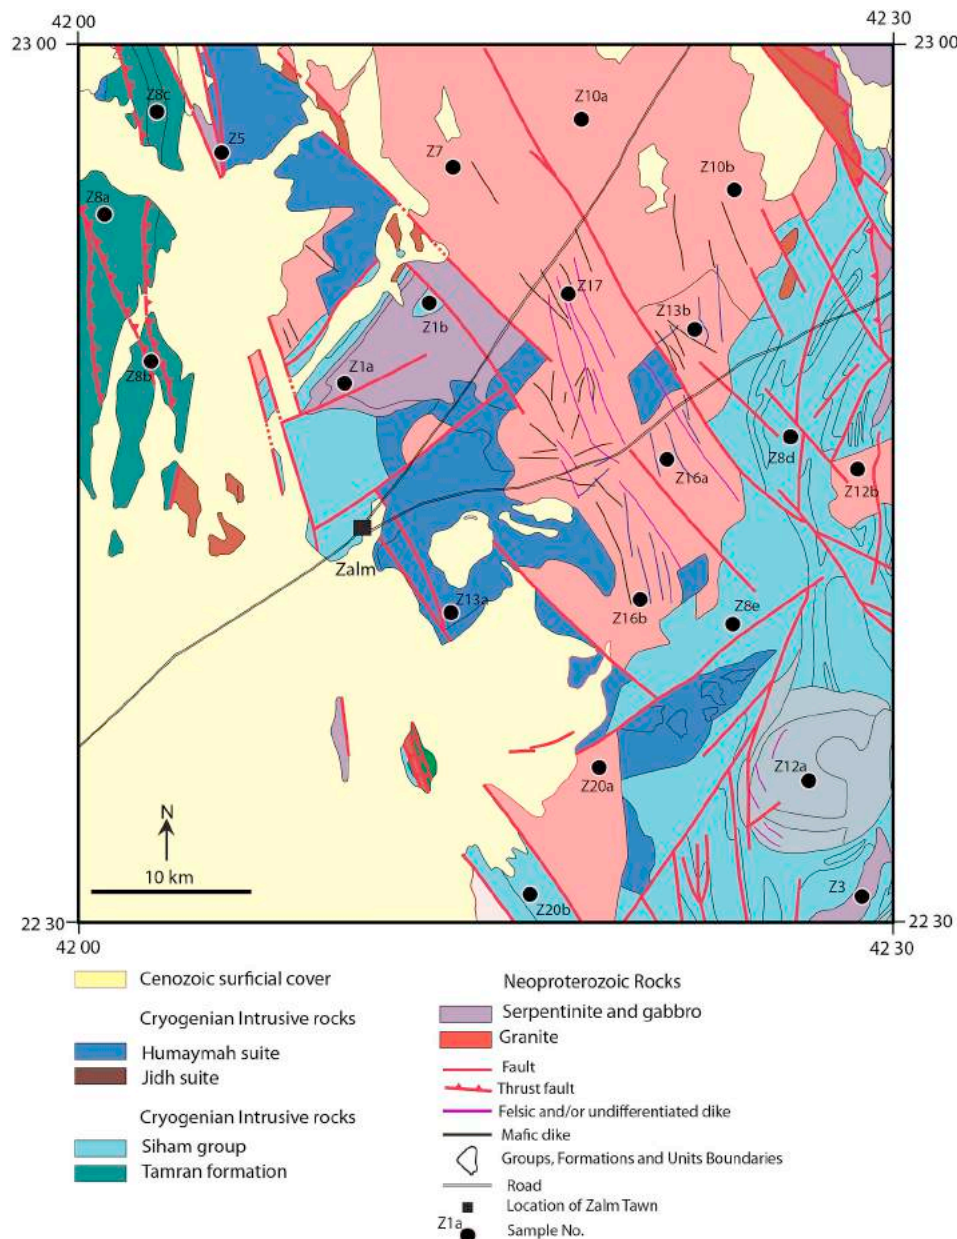 42 00
42 30
23 00
23 00
Z8c
Z10a
Z5
Z7
Z10b
Z8a
Z17
Z1b
Z13b
Z1a
Z8b
Z8d
Z16a
Z12b
Zalm
Z13a
Z16b
Z8e
Z12a
Z20a
N
10 km
Z3
Z20b
22 30
22 30
42 00
42 30
Cenozoic surficial cover
Cryogenian Intrusive rocks
Humaymah suite
Jidh suite
Cryogenian Intrusive rocks
Siham group
Tamran formation
Neoproterozoic Rocks
Serpentinite and gabbro
Granite
Fault
Thrust fault
Felsic and/or undifferentiated dike
Mafic dike
Groups, Formations and Units Boundaries
Road
Location of Zalm Tawn
Z1a
Sample No.